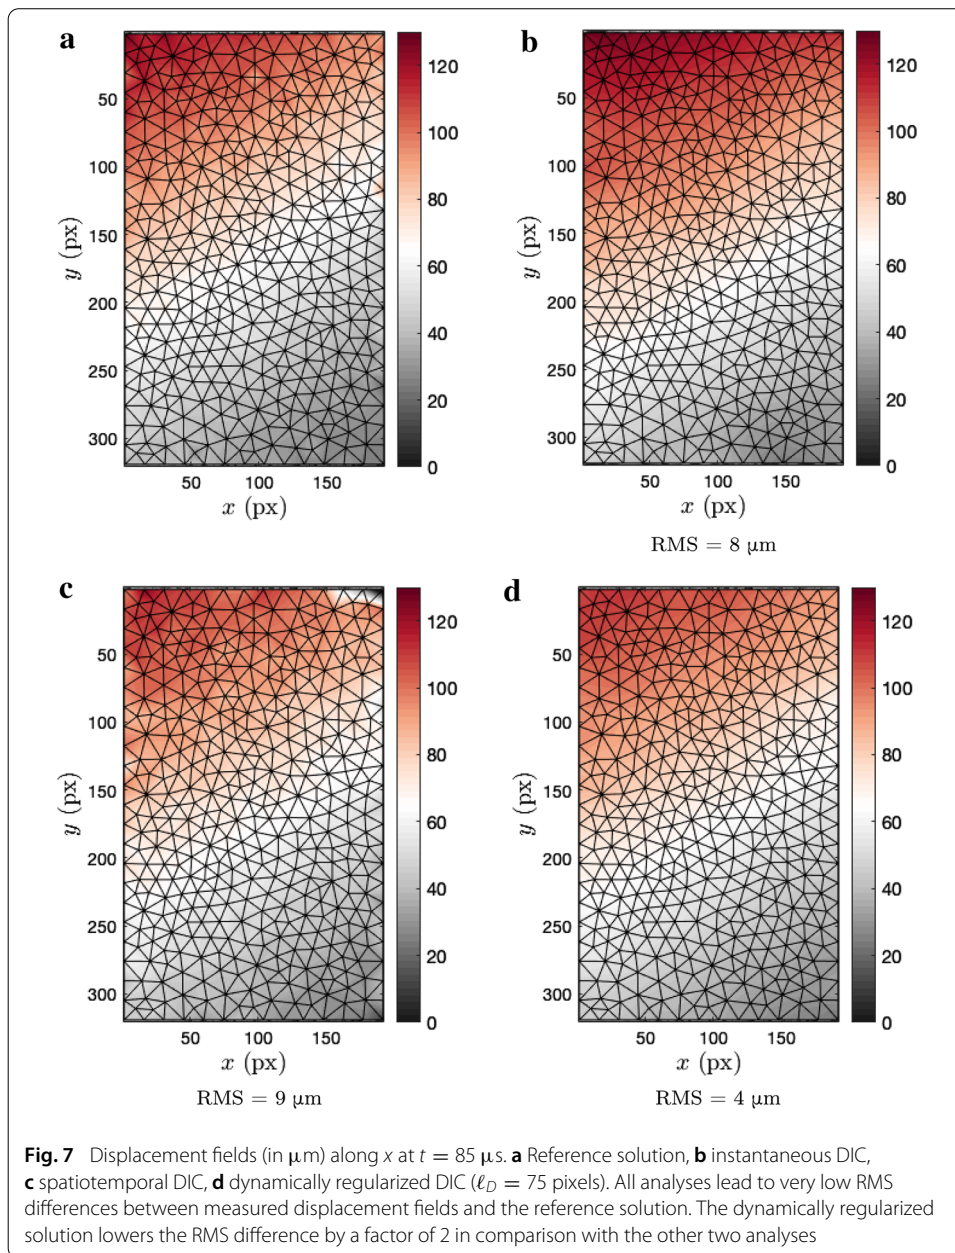 a
120
100
80
60
40
20
0
50
100
150
200
250
300
y (px)
50 100 150
x (px)
b
120
100
80
60
40
20
0
50
100
150
200
250
300
y (px)
50 100 150
x (px)
RMS = 8 μm
c
120
100
80
60
40
20
0
50
100
150
200
250
300
y (px)
50 100 150
x (px)
RMS = 9 μm
d
120
100
80
60
40
20
0
50
100
150
200
250
300
y (px)
50 100 150
x (px)
RMS = 4 μm
Fig. 7 Displacement fields (in μm) along x at t = 85 μs. a Reference solution, b instantaneous DIC,
c spatiotemporal DIC, d dynamically regularized DIC (ℓ_D = 75 pixels). All analyses lead to very low RMS
differences between measured displacement fields and the reference solution. The dynamically regularized
solution lowers the RMS difference by a factor of 2 in comparison with the other two analyses